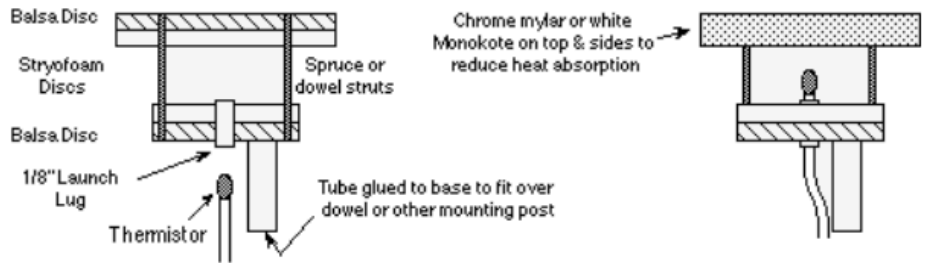 Balsa Disc
Stryofoam
Discs
Spruce or
dowel struts
Balsa Disc
1/8" Launch
Lug
Thermistor
Tube glued to base to fit over
dowel or other mounting post
Chrome mylar or white
Monokote on top & sides to
reduce heat absorption